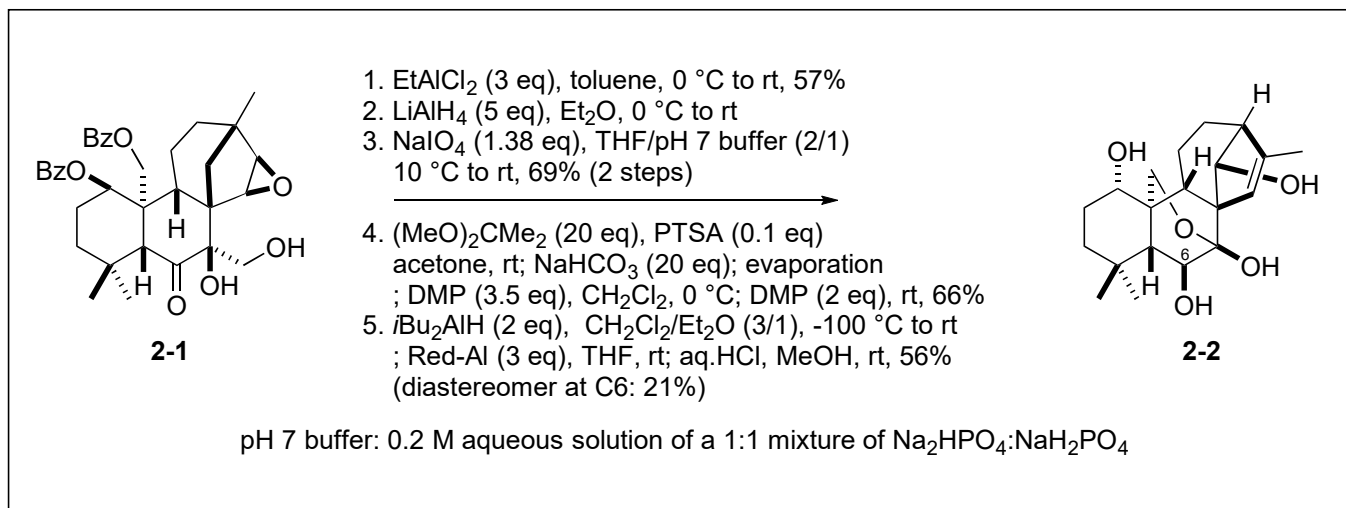 1. EtAlCl2 (3 eq), toluene, 0 °C to rt, 57%
2. LiAlH4 (5 eq), Et2O, 0 °C to rt
3. NaIO4 (1.38 eq), THF/pH 7 buffer (2/1)
10 °C to rt, 69% (2 steps)
4. (MeO)2CMe2 (20 eq), PTSA (0.1 eq)
acetone, rt; NaHCO3 (20 eq); evaporation
; DMP (3.5 eq), CH2Cl2, 0 °C; DMP (2 eq), rt, 66%
5. iBu2AlH (2 eq), CH2Cl2/Et2O (3/1), -100 °C to rt
; Red-Al (3 eq), THF, rt; aq.HCl, MeOH, rt, 56%
(diastereomer at C6: 21%)
BzO
BzO
H
H
O
OH
OH
O
2-1
H
OH
H
OH
O
6
H
OH
OH
2-2
pH 7 buffer: 0.2 M aqueous solution of a 1:1 mixture of Na2HPO4:NaH2PO4